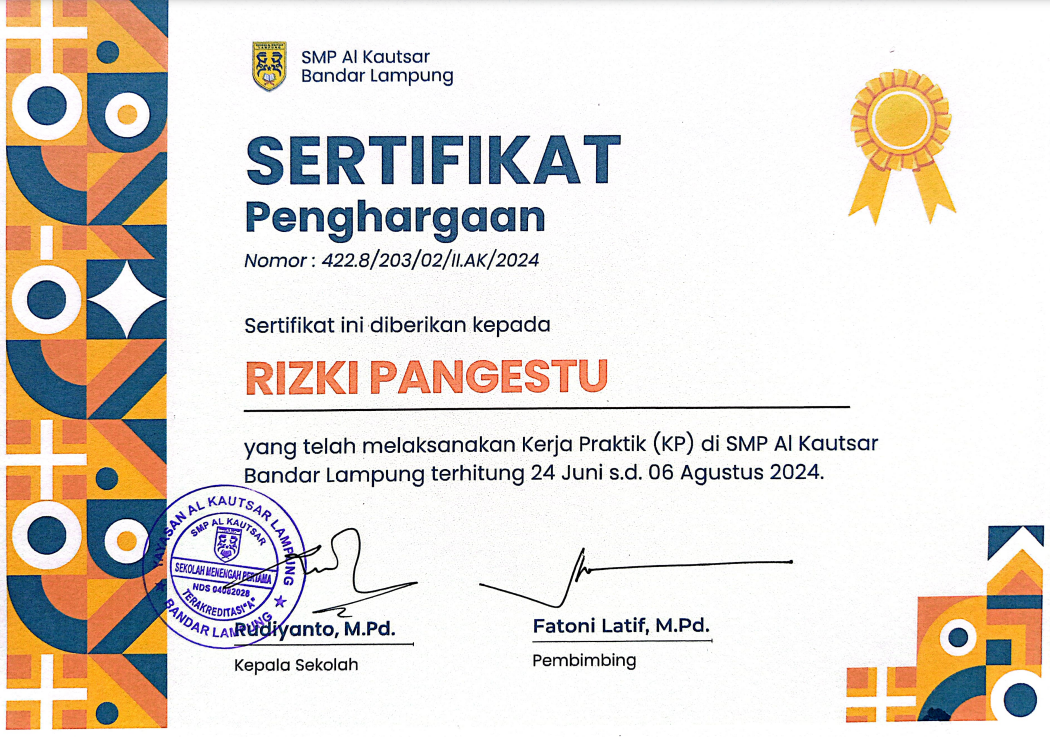 SMP Al Kautsar
Bandar Lampung
SERTIFIKAT
Penghargaan
Nomor : 422.8/203/02/II.AK/2024
Sertifikat ini diberikan kepada
RIZKI PANGESTU
yang telah melaksanakan Kerja Praktik (KP) di SMP Al Kautsar
Bandar Lampung terhitung 24 Juni s.d. 06 Agustus 2024.
YAYASAN AL KAUTSAR LAMPUNG
SMP AL KAUTSAR
SEKOLAH MENENGAH PERTAMA
NDS 04082028
TERAKREDITASI "A"
BANDAR LAMPUNG
Rudiyanto, M.Pd.
Kepala Sekolah
Fatoni Latif, M.Pd.
Pembimbing